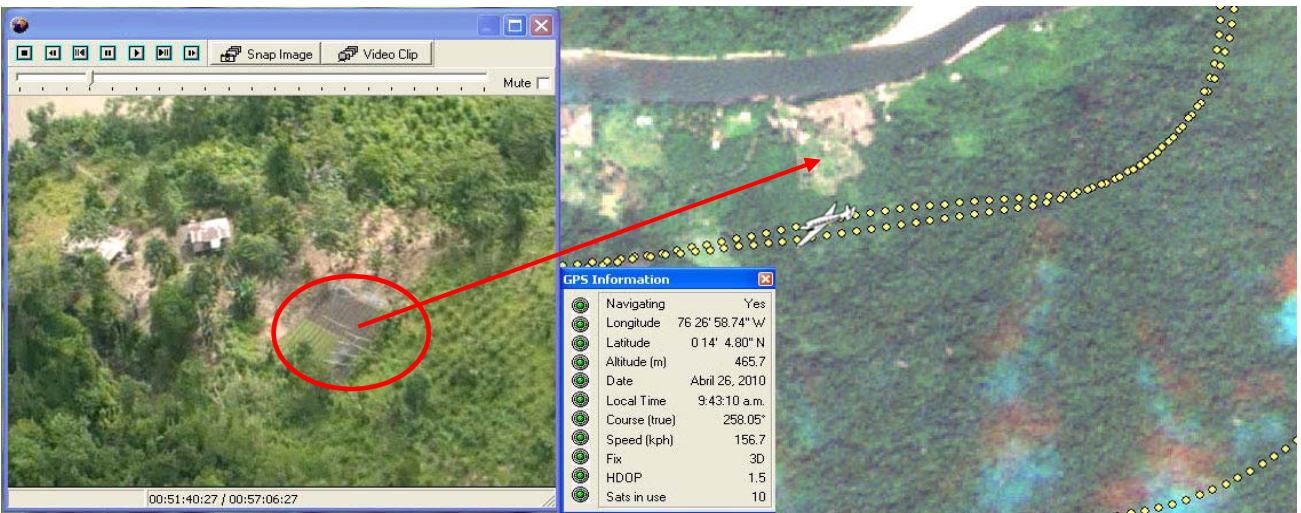 Snap Image Video Clip
Mute
00:51:40:27 / 00:57:06:27
GPS Information
Navigating Yes
Longitude 76 26' 58.74" W
Latitude 0 14' 4.80" N
Altitude (m) 465.7
Date Abril 26, 2010
Local Time 9:43:10 a.m.
Course (true) 258.05°
Speed (kph) 156.7
Fix 3D
HDOP 1.5
Sats in use 10